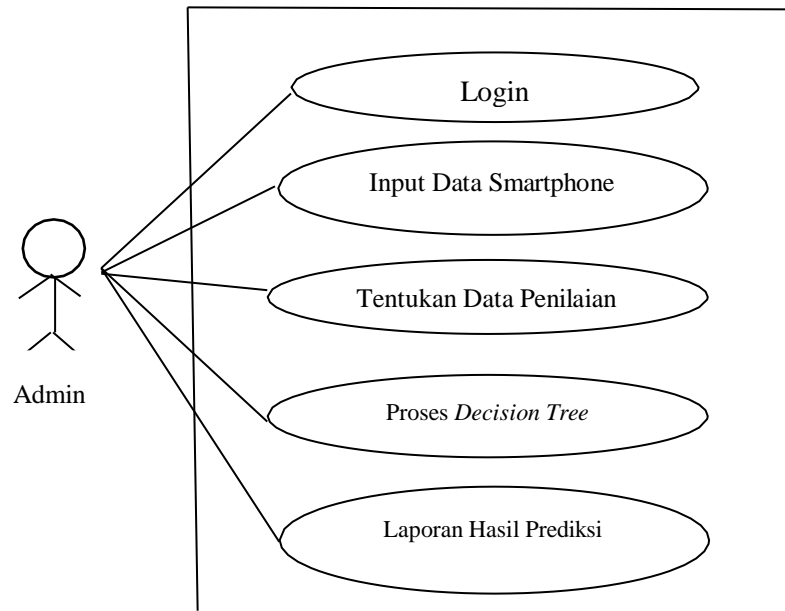 Login
Input Data Smartphone
Tentukan Data Penilaian
Admin
Proses Decision Tree
Laporan Hasil Prediksi